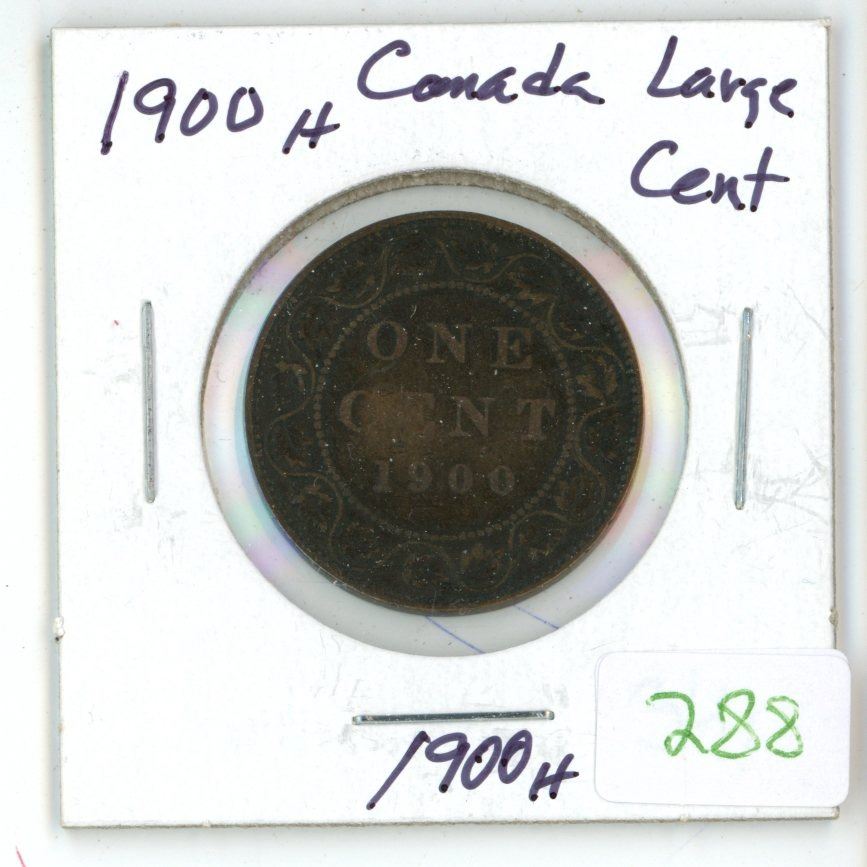 1900 H Canada Large
Cent
ONE
CENT
1900
288
1900 H